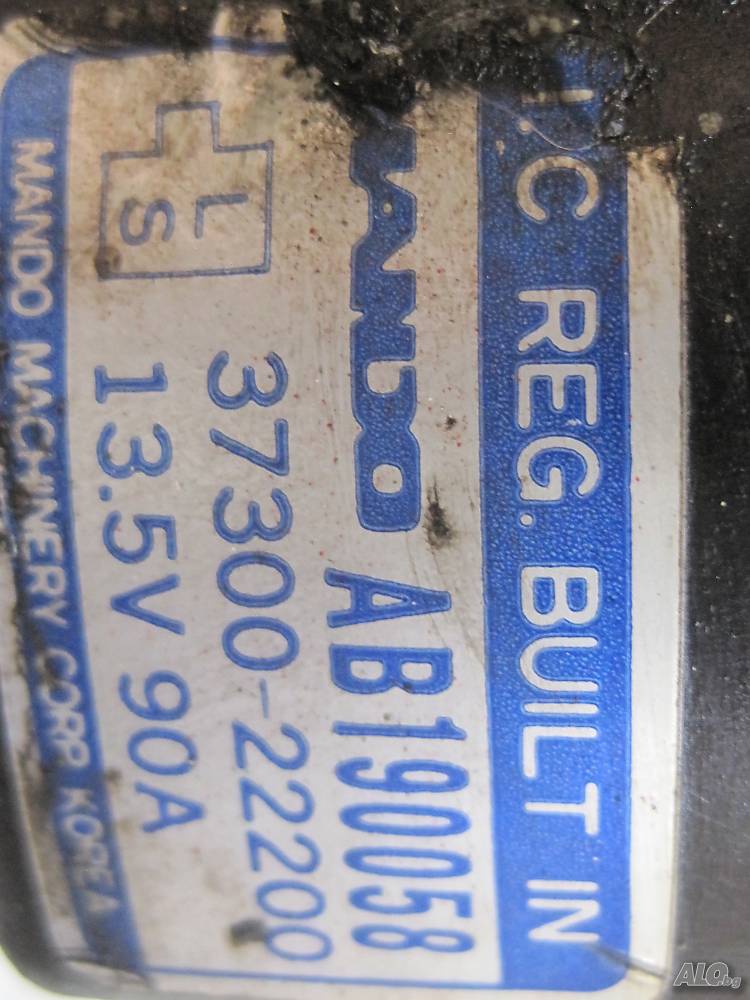 I.C REG. BUILT IN
MANDO AB190058
37300-22200
13.5V 90A
L
S
MANDO MACHINERY CORP KOREA
ALO.bg